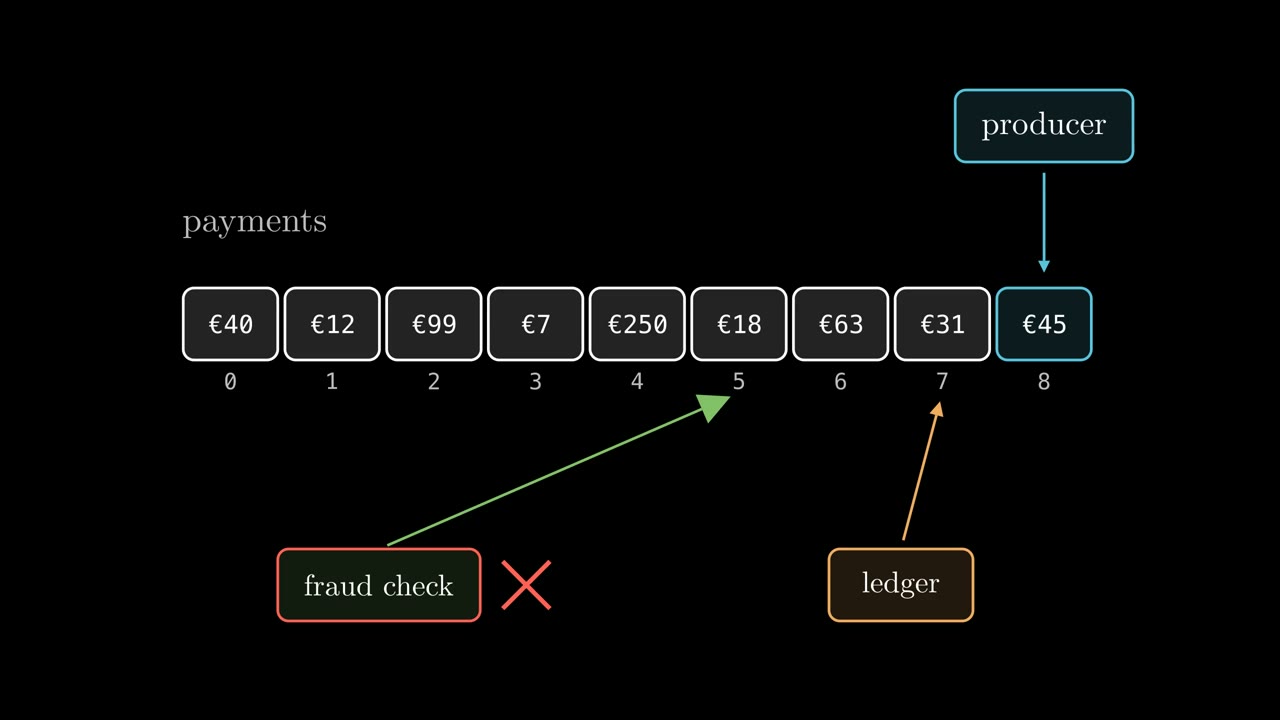 producer
payments
€40 €12 €99 €7 €250 €18 €63 €31 €45
0 1 2 3 4 5 6 7 8
fraud check ledger